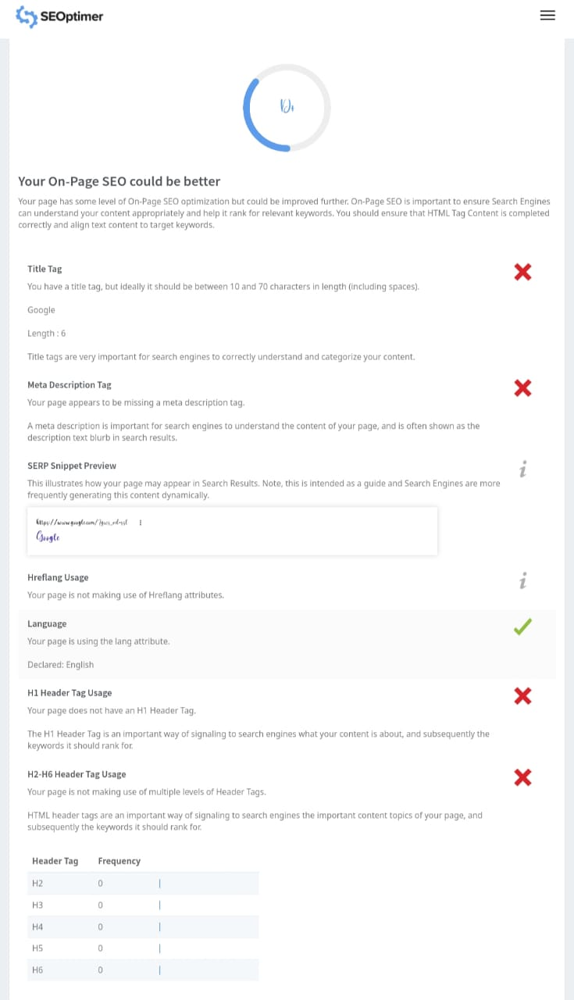 SEOptimer
Your On-Page SEO could be better
Your page has some level of On-Page SEO optimization but could be improved further. On-Page SEO is important to ensure Search Engines
can understand your content appropriately and help it rank for relevant keywords. You should ensure that HTML Tag Content is completed
correctly and align text content to target keywords.
Title Tag
You have a title tag, but ideally it should be between 10 and 70 characters in length (including spaces).
Google
Length : 6
Title tags are very important for search engines to correctly understand and categorize your content.
Meta Description Tag
Your page appears to be missing a meta description tag.
A meta description is important for search engines to understand the content of your page, and is often shown as the
description text blurb in search results.
SERP Snippet Preview
This illustrates how your page may appear in Search Results. Note, this is intended as a guide and Search Engines are more
frequently generating this content dynamically.
Google
Hreflang Usage
Your page is not making use of Hreflang attributes.
Language
Your page is using the lang attribute.
Declared: English
H1 Header Tag Usage
Your page does not have an H1 Header Tag.
The H1 Header Tag is an important way of signaling to search engines what your content is about, and subsequently the
keywords it should rank for.
H2-H6 Header Tag Usage
Your page is not making use of multiple levels of Header Tags.
HTML header tags are an important way of signaling to search engines the important content topics of your page, and
subsequently the keywords it should rank for.
Header Tag Frequency
H2 0
H3 0
H4 0
H5 0
H6 0